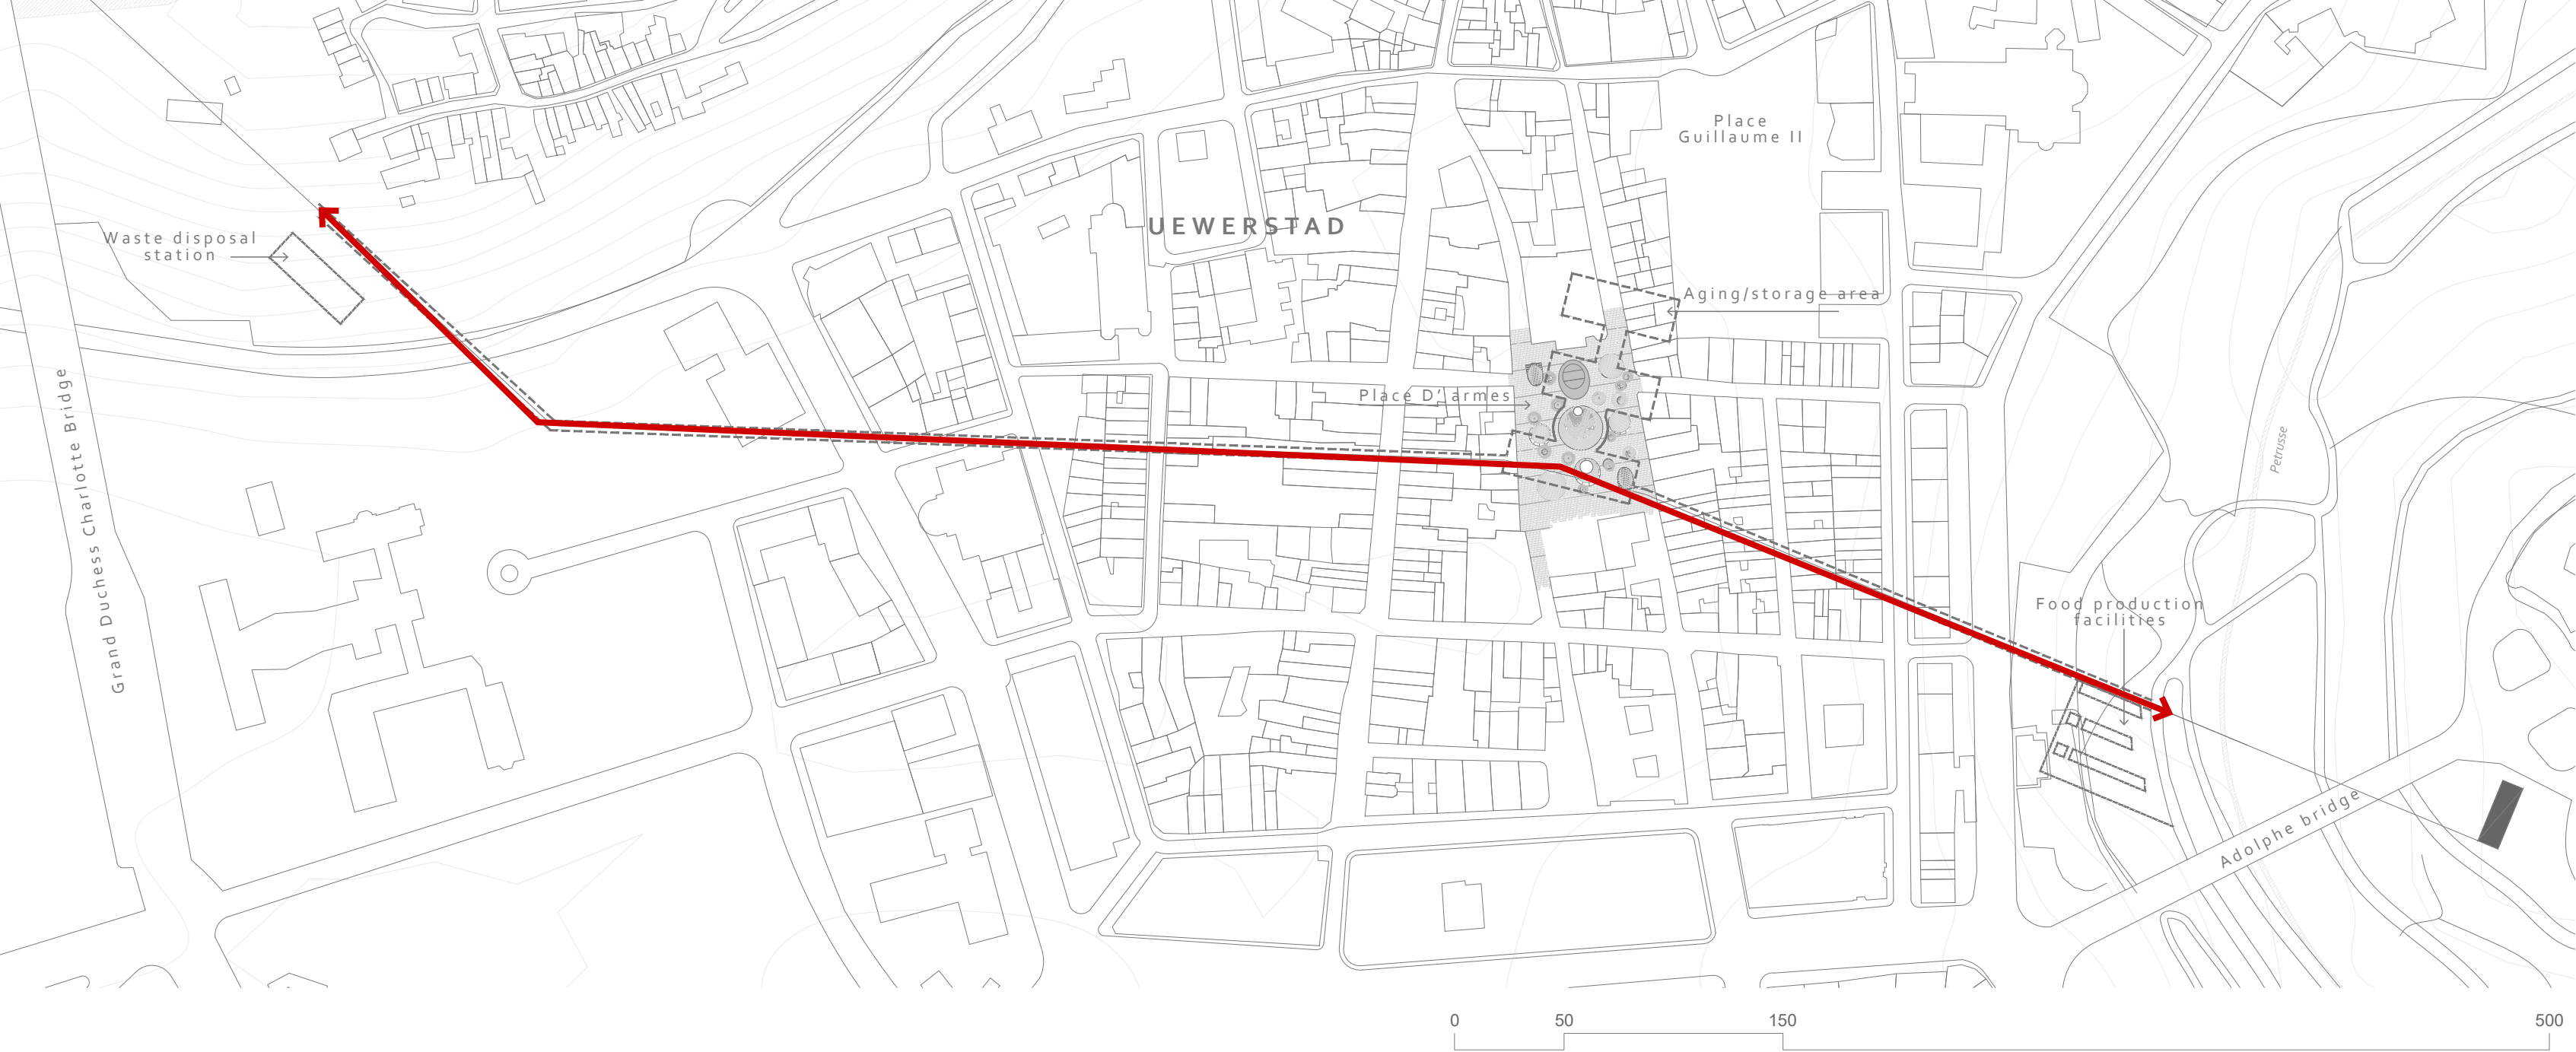 Place
Guillaume II
UEWERSTAD
Waste disposal
station
Aging/storage area
Place D'armes
Grand Duchess Charlotte Bridge
Petrusse
Food production
facilities
Adolphe bridge
0 50 150 500